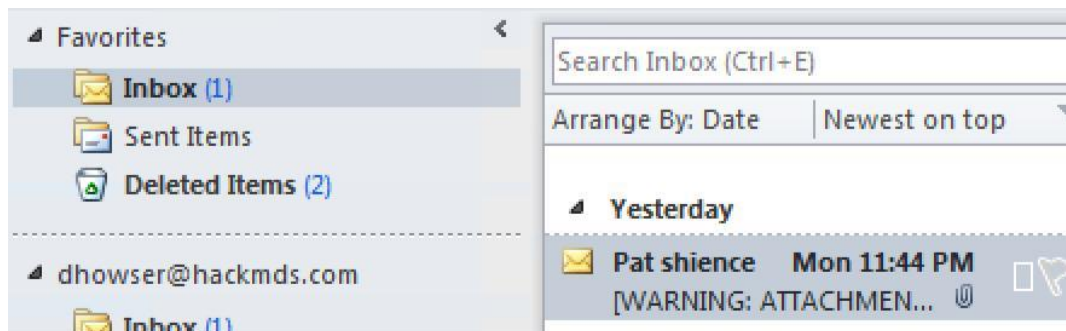 Favorites
Inbox (1)
Sent Items
Deleted Items (2)
dhowser@hackmds.com
Inbox (1)
Search Inbox (Ctrl+E)
Arrange By: Date Newest on top
Yesterday
Pat shience Mon 11:44 PM
[WARNING: ATTACHMEN...